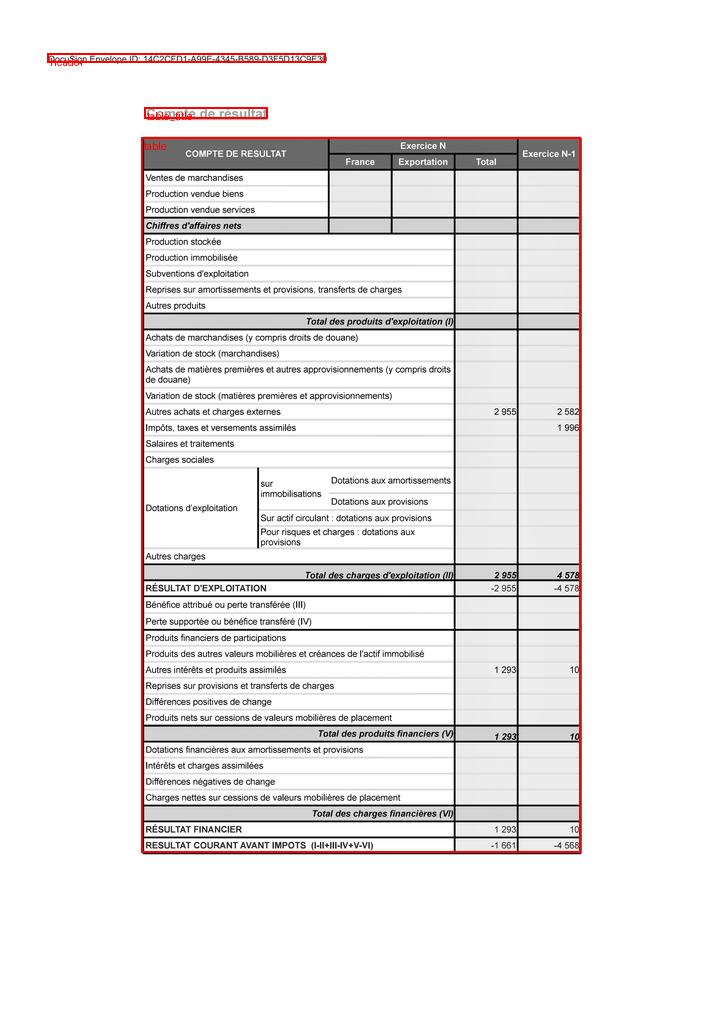 DocuSign Envelope ID: 14C2CFD1-A99E-4345-B589-D3F5D13C9E3D
header
Compte de résultat
table_title
table
COMPTE DE RESULTAT Exercice N Exercice N-1
France Exportation Total
Ventes de marchandises
Production vendue biens
Production vendue services
Chiffres d'affaires nets
Production stockée
Production immobilisée
Subventions d'exploitation
Reprises sur amortissements et provisions, transferts de charges
Autres produits
Total des produits d'exploitation (I)
Achats de marchandises (y compris droits de douane)
Variation de stock (marchandises)
Achats de matières premières et autres approvisionnements (y compris droits
de douane)
Variation de stock (matières premières et approvisionnements)
Autres achats et charges externes 2 955 2 582
Impôts, taxes et versements assimilés 1 996
Salaires et traitements
Charges sociales
Dotations d'exploitation
sur
immobilisations
Dotations aux amortissements
Dotations aux provisions
Sur actif circulant : dotations aux provisions
Pour risques et charges : dotations aux
provisions
Autres charges
Total des charges d'exploitation (II) 2 955 4 578
RÉSULTAT D'EXPLOITATION -2 955 -4 578
Bénéfice attribué ou perte transférée (III)
Perte supportée ou bénéfice transféré (IV)
Produits financiers de participations
Produits des autres valeurs mobilières et créances de l'actif immobilisé
Autres intérêts et produits assimilés 1 293 10
Reprises sur provisions et transferts de charges
Différences positives de change
Produits nets sur cessions de valeurs mobilières de placement
Total des produits financiers (V) 1 293 10
Dotations financières aux amortissements et provisions
Intérêts et charges assimilées
Différences négatives de change
Charges nettes sur cessions de valeurs mobilières de placement
Total des charges financières (VI)
RÉSULTAT FINANCIER 1 293 10
RESULTAT COURANT AVANT IMPOTS (I-II+III-IV+V-VI) -1 661 -4 568